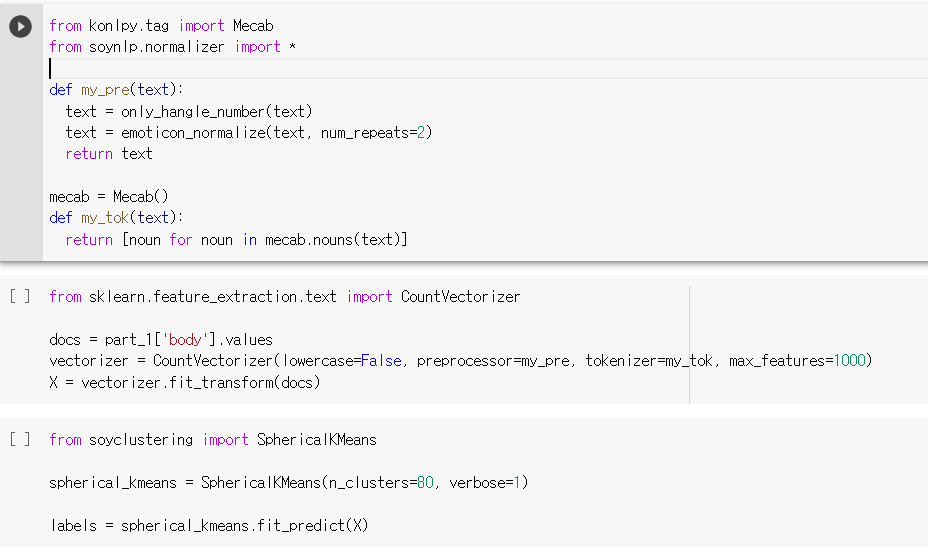 from konlpy.tag import Mecab
from soynlp.normalizer import *
def my_pre(text):
text = only_hangle_number(text)
text = emoticon_normalize(text, num_repeats=2)
return text
mecab = Mecab()
def my_tok(text):
return [noun for noun in mecab.nouns(text)]
[ ] from sklearn.feature_extraction.text import CountVectorizer
docs = part_1['body'].values
vectorizer = CountVectorizer(lowercase=False, preprocessor=my_pre, tokenizer=my_tok, max_features=1000)
X = vectorizer.fit_transform(docs)
[ ] from soyclustering import SphericalKMeans
spherical_kmeans = SphericalKMeans(n_clusters=80, verbose=1)
labels = spherical_kmeans.fit_predict(X)